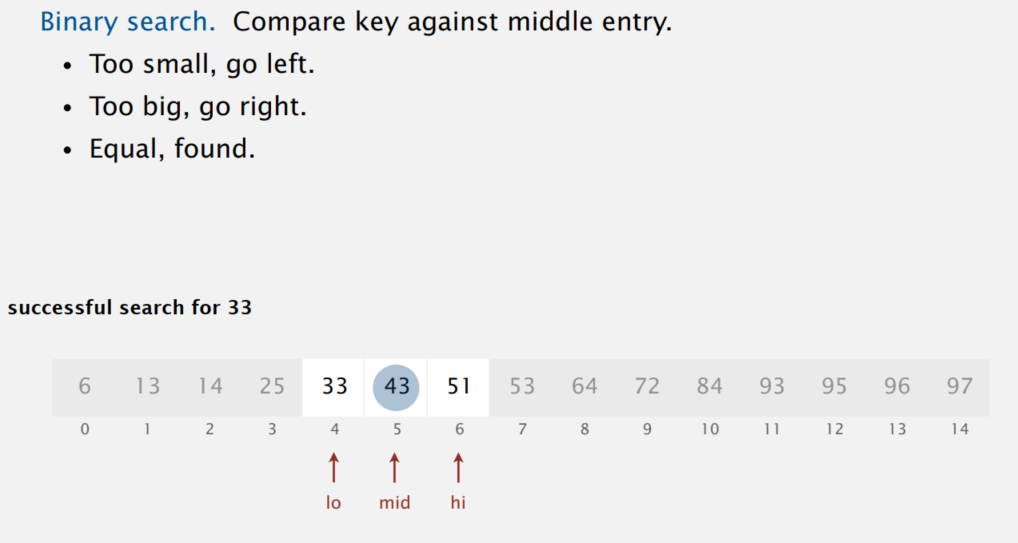 Binary search. Compare key against middle entry.
• Too small, go left.
• Too big, go right.
• Equal, found.
successful search for 33
6 13 14 25 33 43 51 53 64 72 84 93 95 96 97
0 1 2 3 4 5 6 7 8 9 10 11 12 13 14
lo mid hi